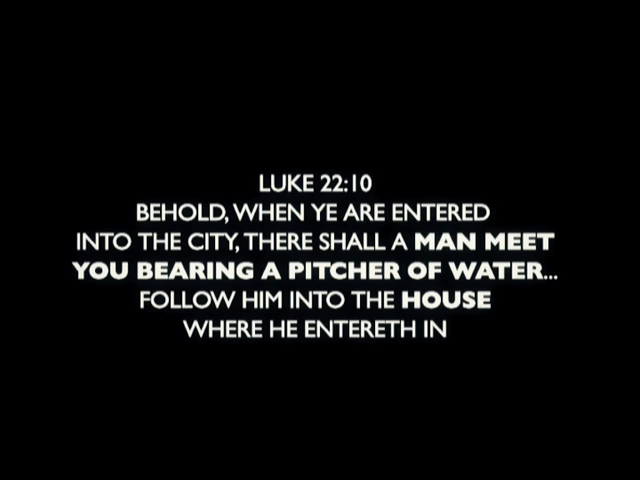 LUKE 22:10
BEHOLD, WHEN YE ARE ENTERED
INTO THE CITY, THERE SHALL A MAN MEET
YOU BEARING A PITCHER OF WATER...
FOLLOW HIM INTO THE HOUSE
WHERE HE ENTERETH IN